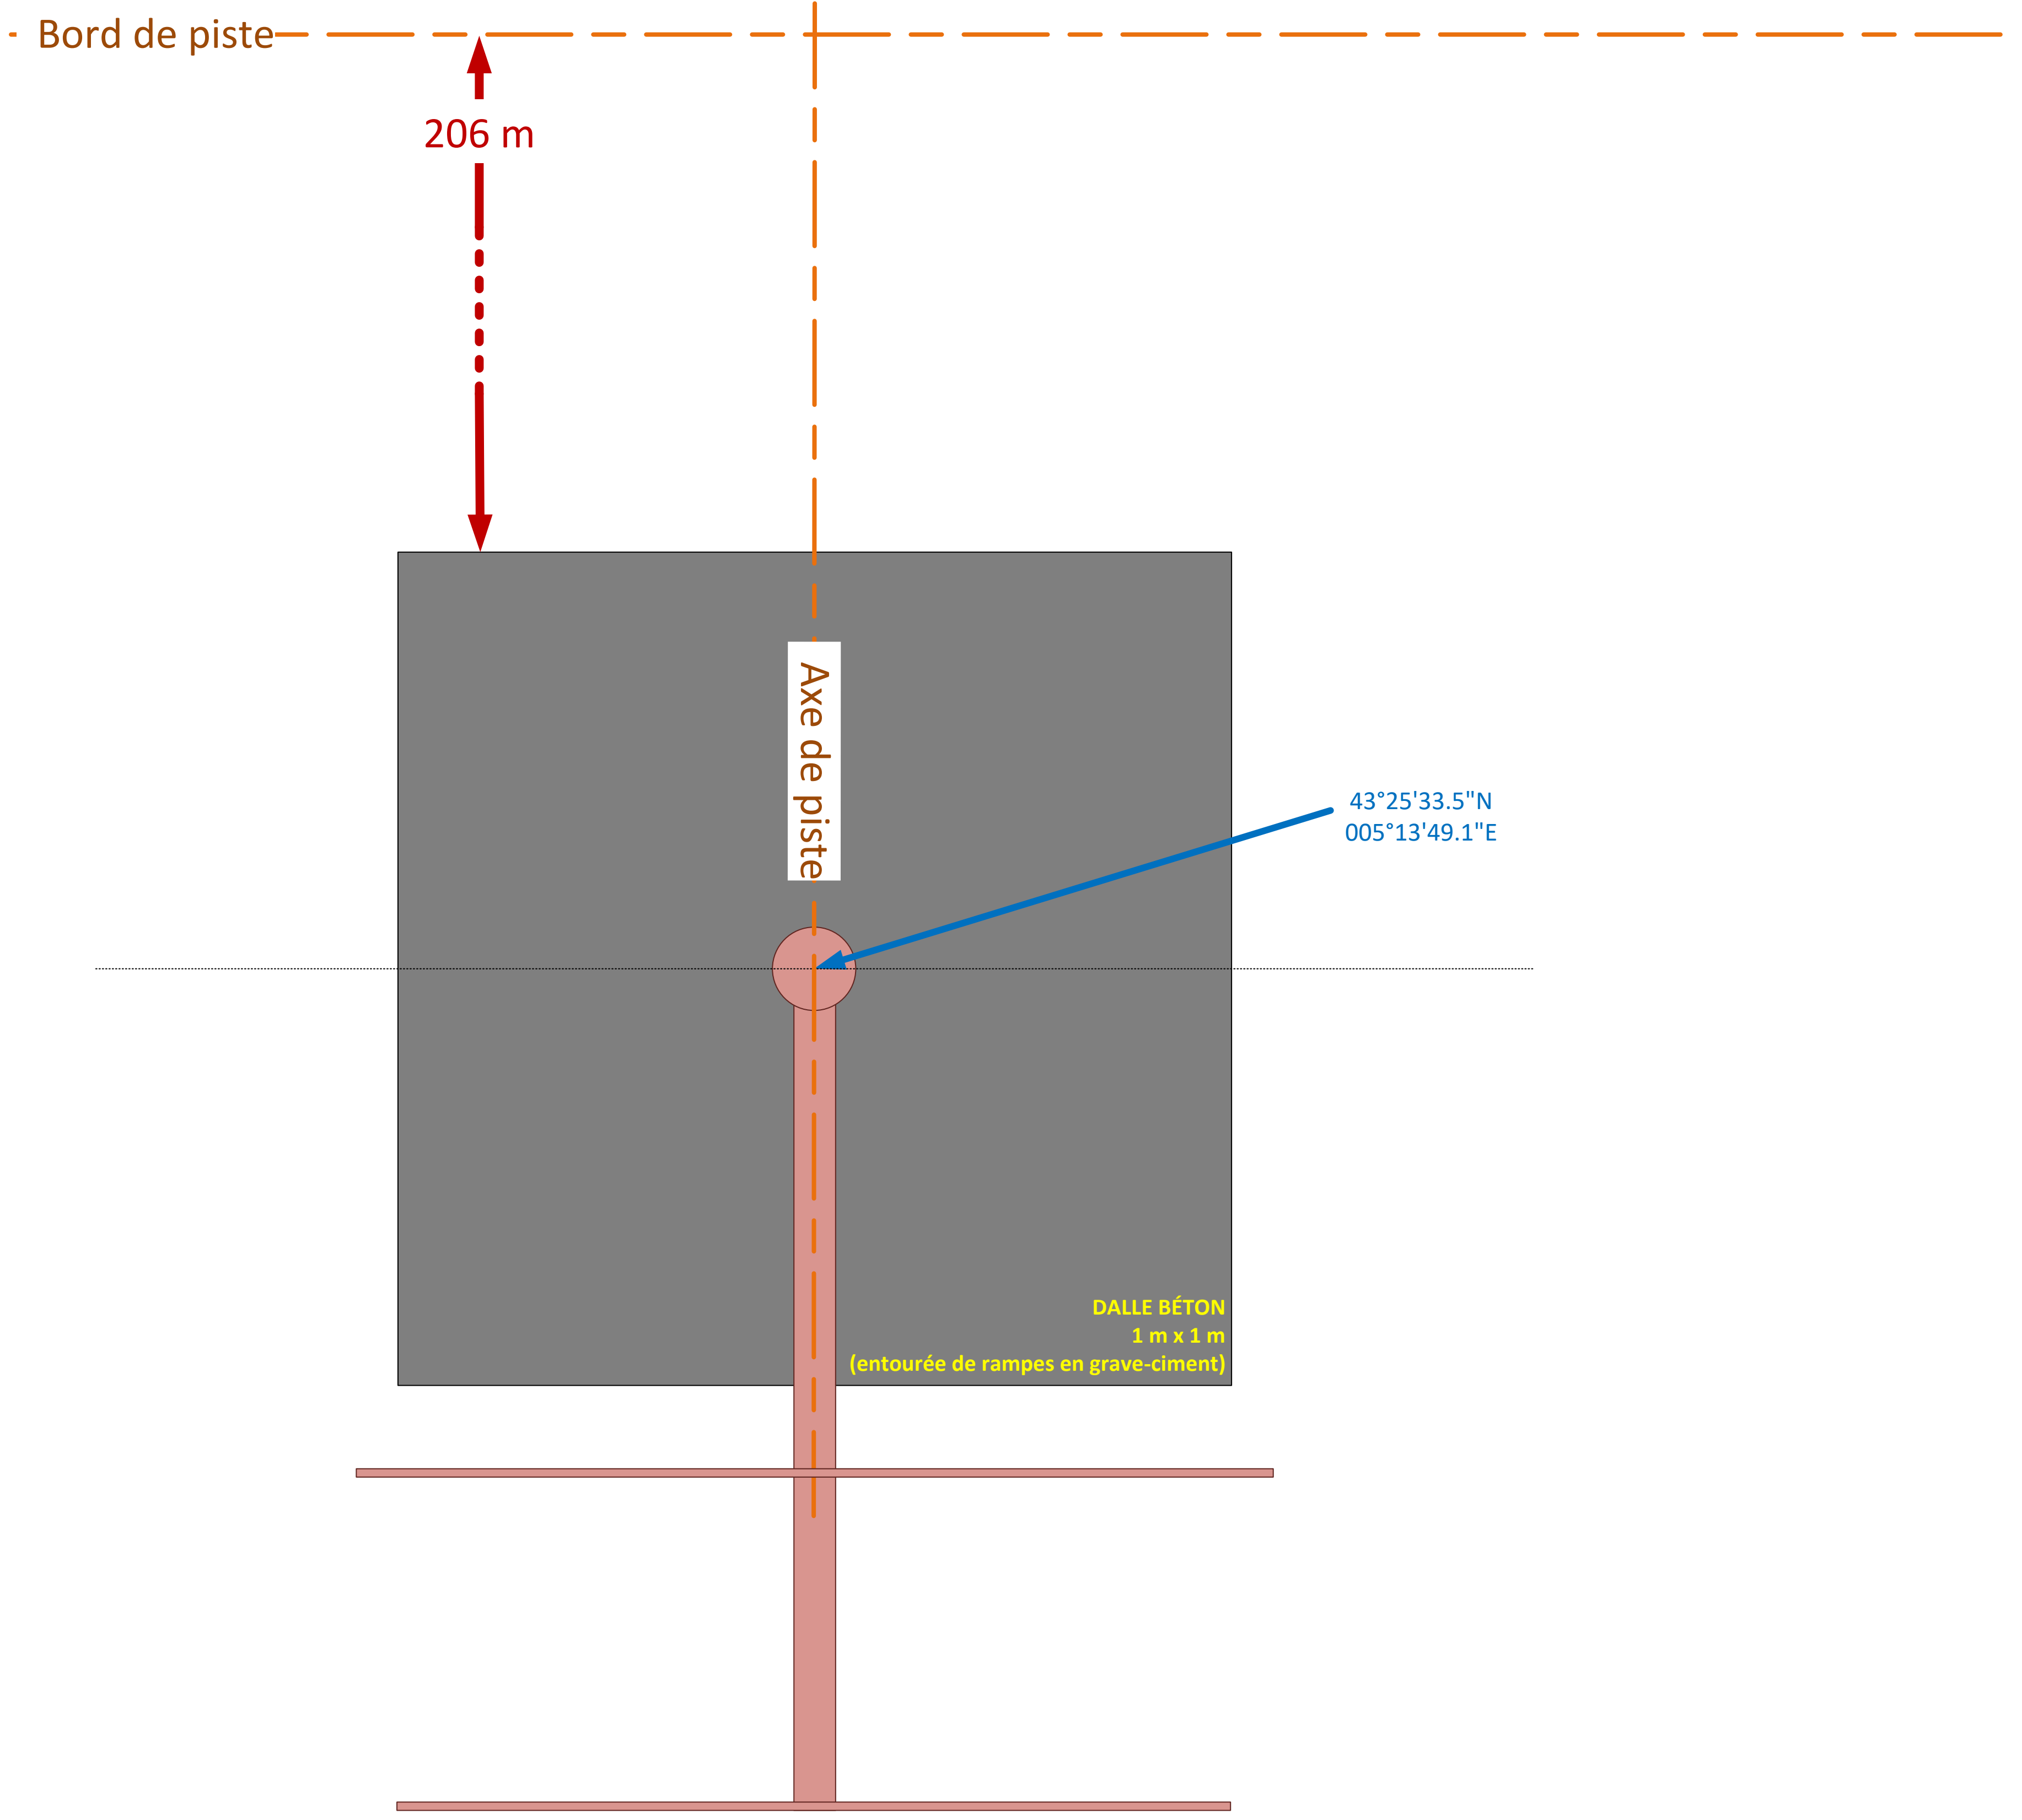 Bord de piste
206 m
Axe de piste
43°25'33.5"N
005°13'49.1"E
DALLE BÉTON
1 m x 1 m
(entourée de rampes en grave-ciment)